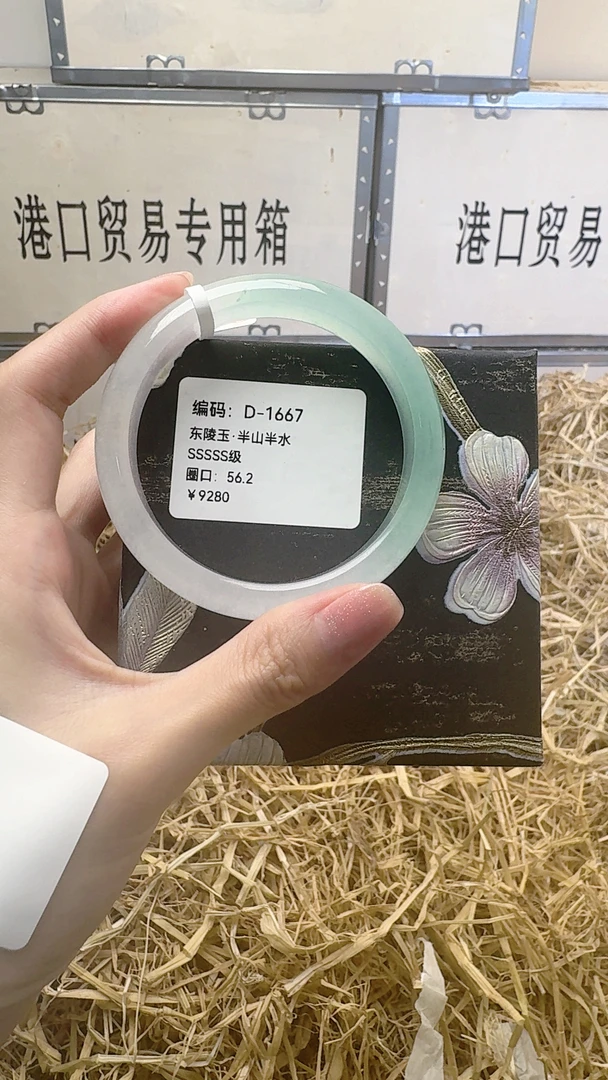 港口贸易专用箱
港口贸易
编码：D-1667
东陵玉·半山半水
SSSSS级
圈口：56.2
￥9280